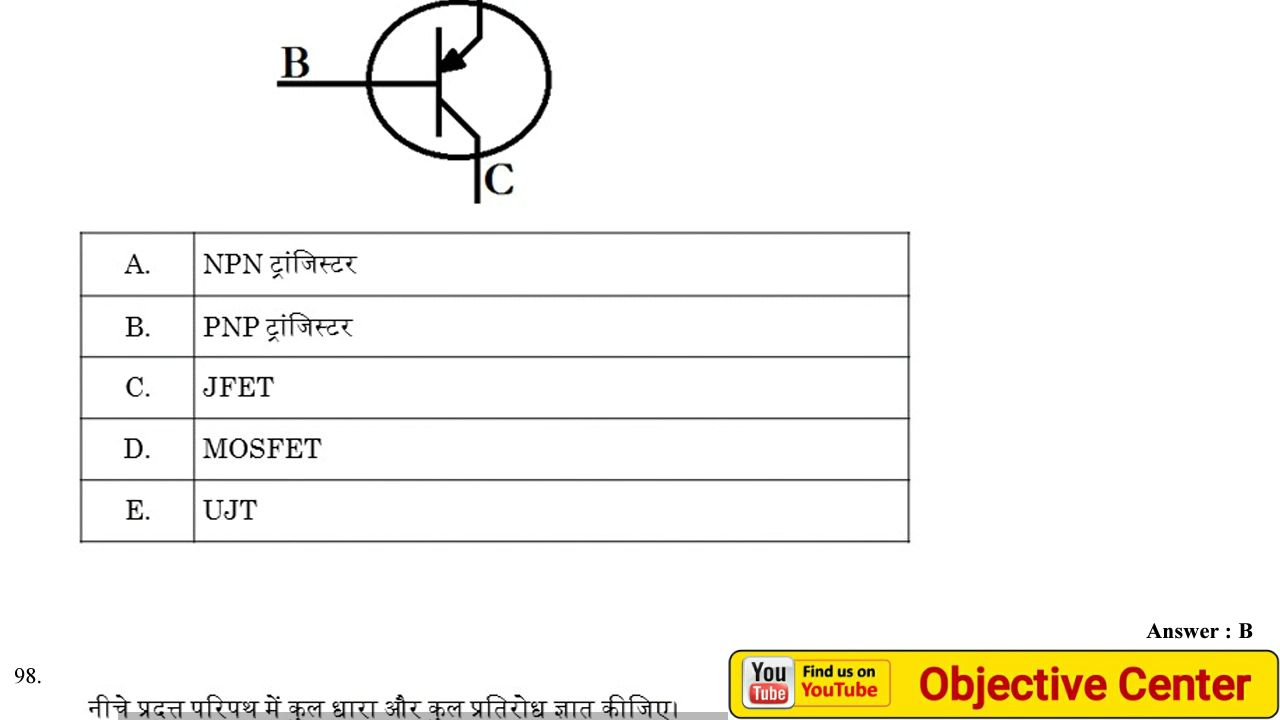 B
C
A. NPN ट्रांजिस्टर
B. PNP ट्रांजिस्टर
C. JFET
D. MOSFET
E. UJT
Answer : B
98.
नीचे प्रदत्त परिपथ में कुल धारा और कुल प्रतिरोध ज्ञात कीजिए।
You Tube
Find us on YouTube
Objective Center